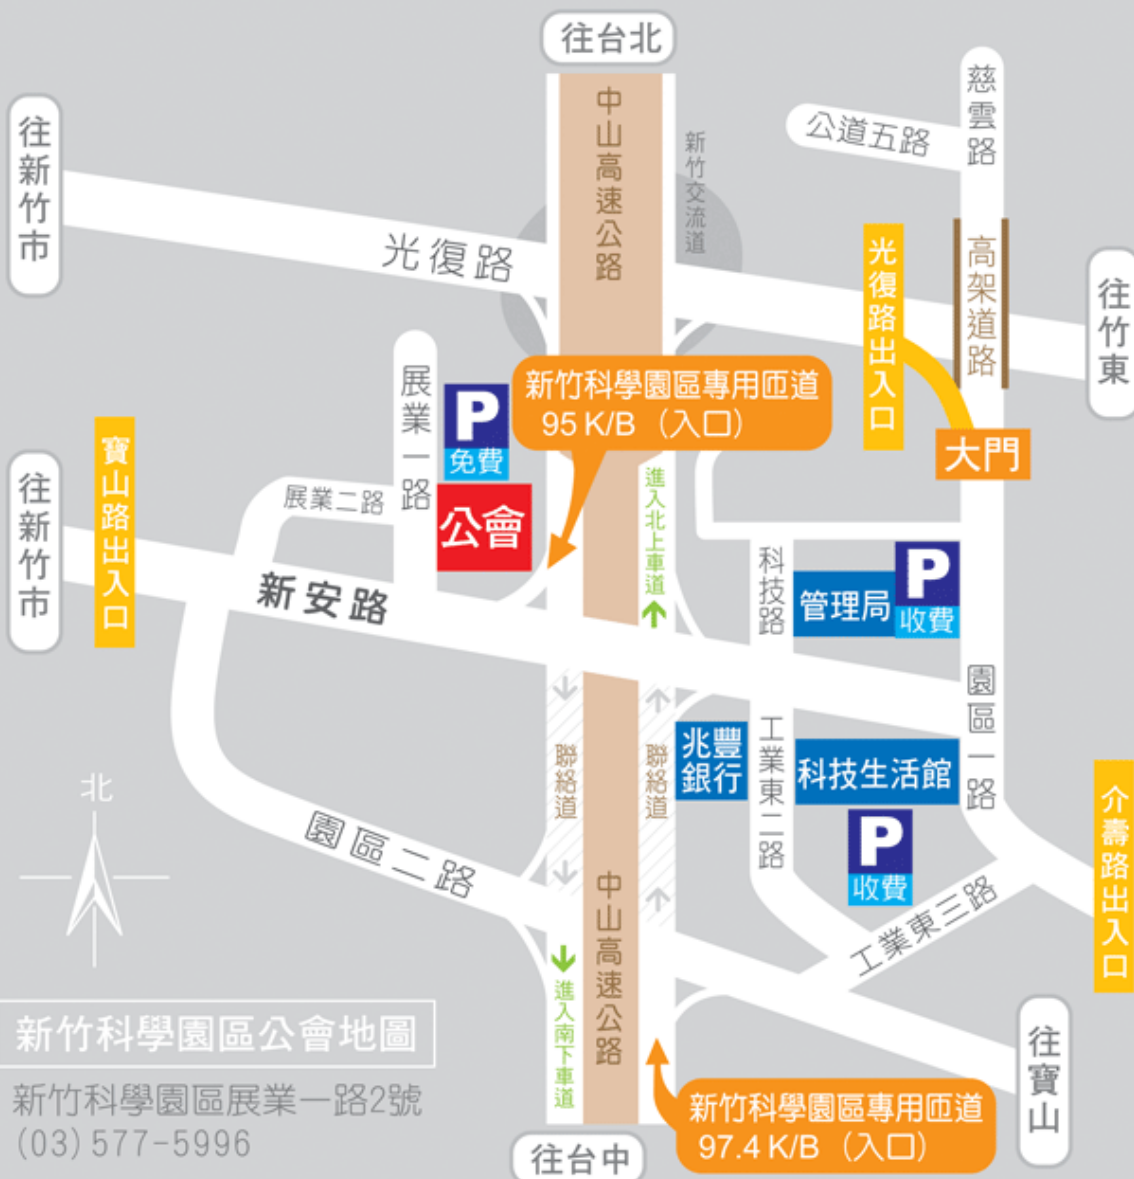 往台北
中山高速公路
慈雲路
公道五路
往新竹市
新竹交流道
光復路
光復路出入口
高架道路
往竹東
新竹科學園區專用匝道
95 K/B （入口）
展業一路
P
免費
大門
寶山路出入口
往新竹市
展業二路
公會
進入北上車道
新安路
科技路
管理局
P
收費
園區一路
聯絡道
聯絡道
兆豐
銀行
工業東二路
科技生活館
P
收費
介壽路出入口
北
園區二路
中山高速公路
工業東三路
進入南下車道
新竹科學園區公會地圖
新竹科學園區展業一路2號
(03) 577-5996
往寶山
新竹科學園區專用匝道
97.4 K/B （入口）
往台中